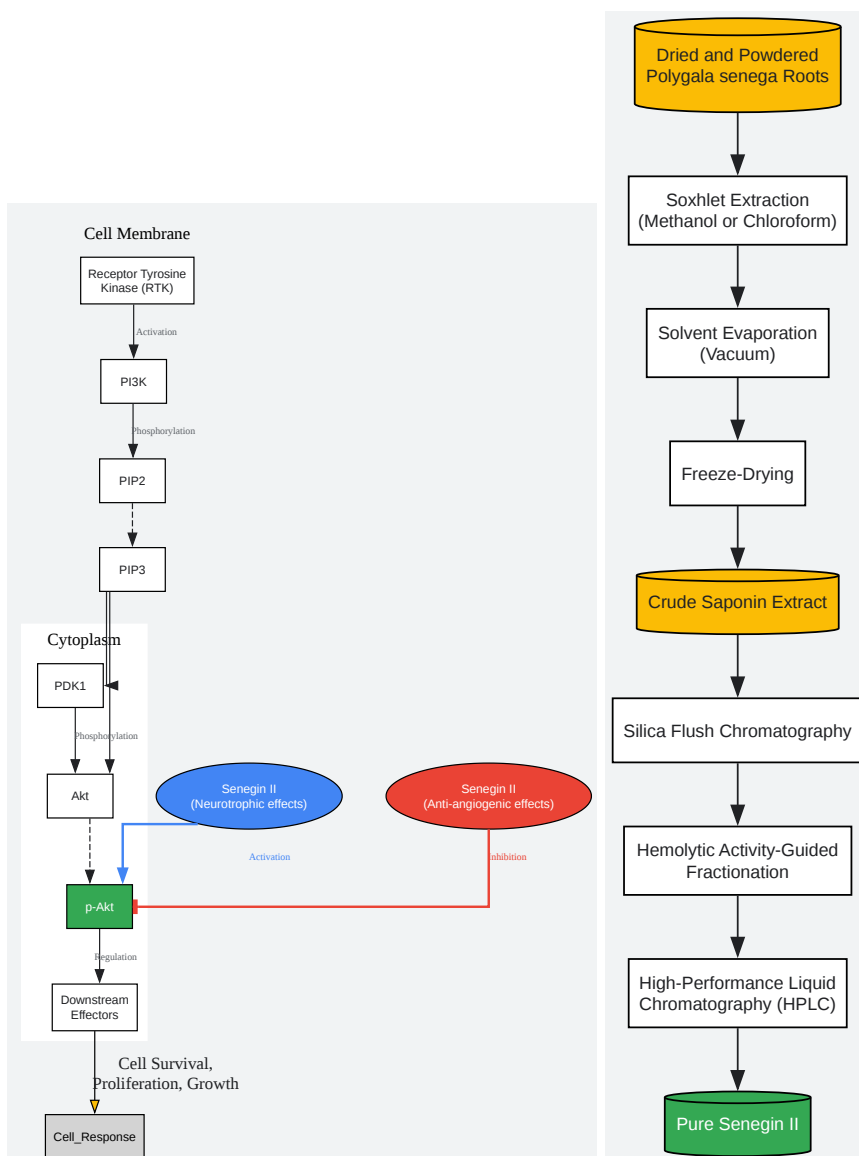 Cell Membrane
Receptor Tyrosine
Kinase (RTK)
Activation
PI3K
Phosphorylation
PIP2
PIP3
Cytoplasm
PDK1
Phosphorylation
Akt
Senegin II
(Neurotrophic effects)
Senegin II
(Anti-angiogenic effects)
Activation
Inhibition
p-Akt
Regulation
Downstream
Effectors
Cell Survival,
Proliferation, Growth
Cell_Response
Dried and Powdered
Polygala senega Roots
Soxhlet Extraction
(Methanol or Chloroform)
Solvent Evaporation
(Vacuum)
Freeze-Drying
Crude Saponin Extract
Silica Flush Chromatography
Hemolytic Activity-Guided
Fractionation
High-Performance Liquid
Chromatography (HPLC)
Pure Senegin II